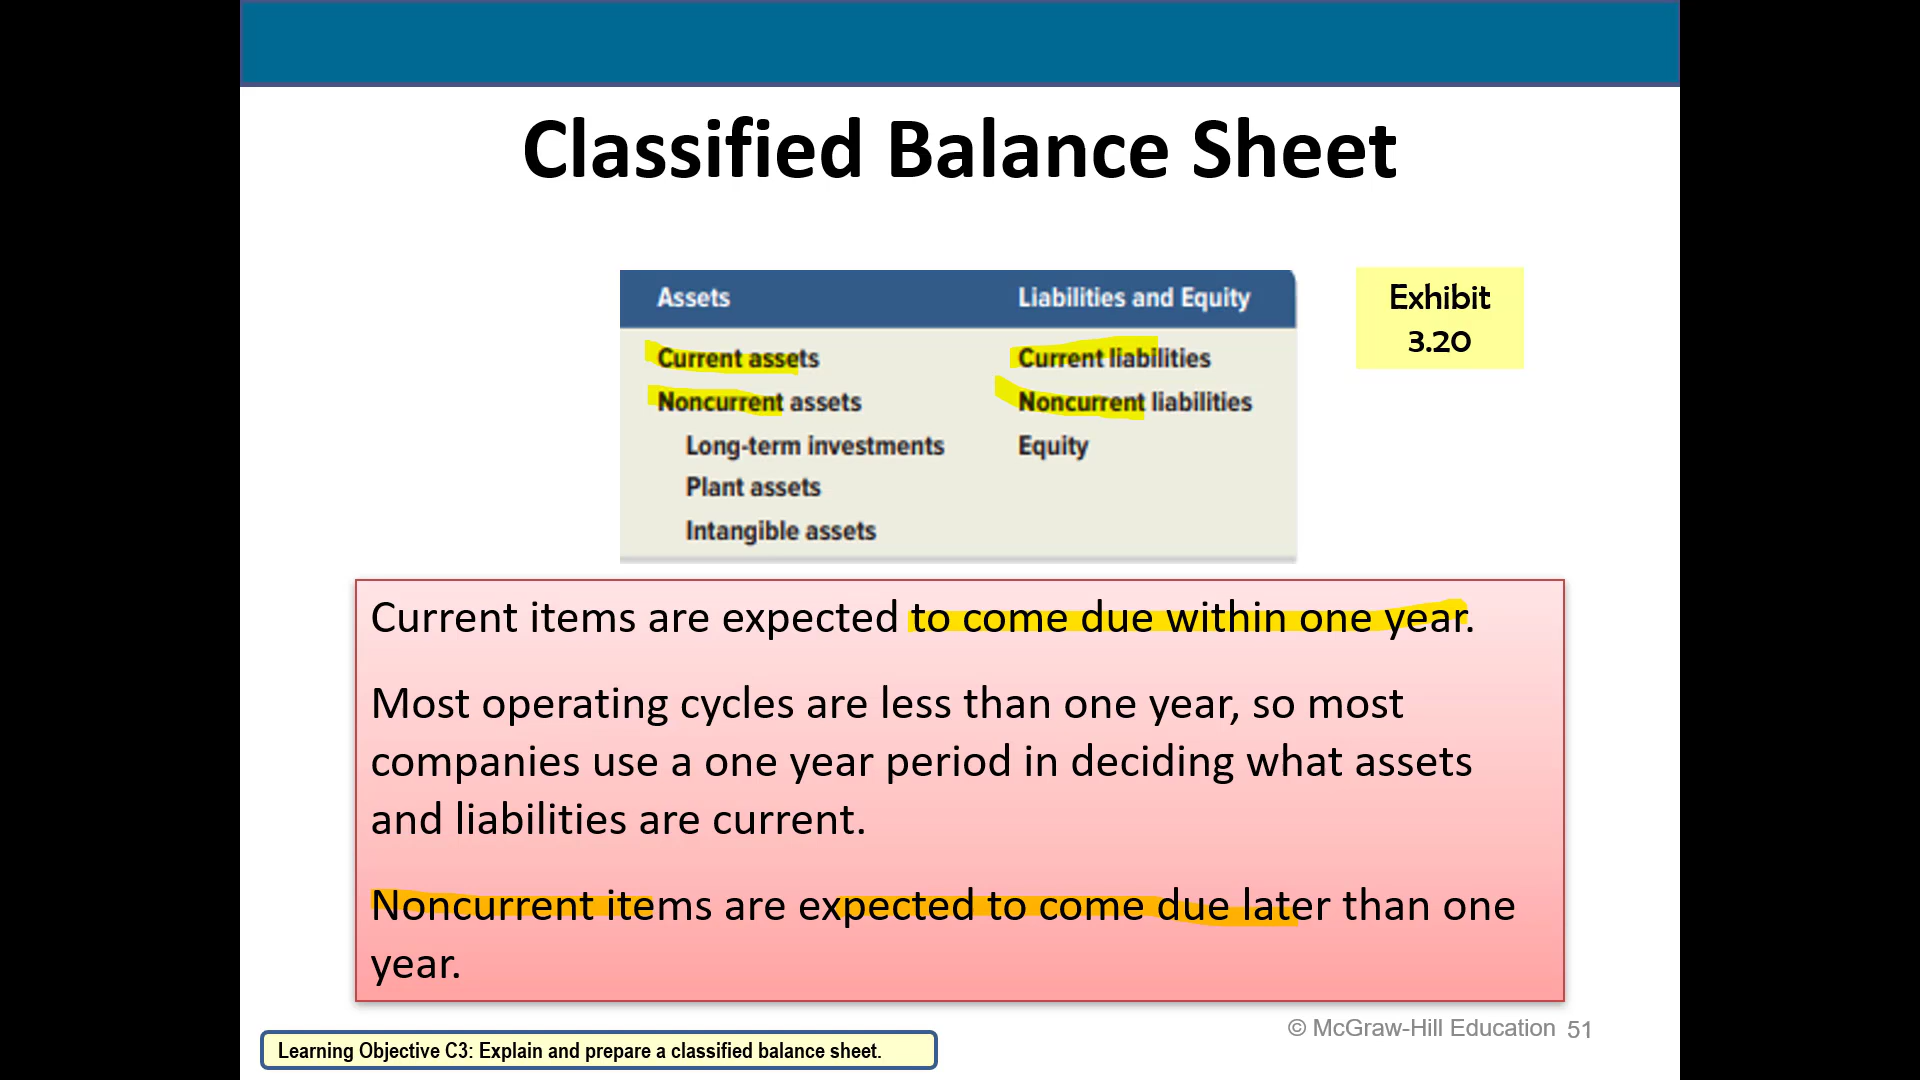 Classified Balance Sheet
Assets Liabilities and Equity
Exhibit
3.20
Current assets Current liabilities
Noncurrent assets Noncurrent liabilities
Long-term investments Equity
Plant assets
Intangible assets
Current items are expected to come due within one year.
Most operating cycles are less than one year, so most
companies use a one year period in deciding what assets
and liabilities are current.
Noncurrent items are expected to come due later than one
year.
© McGraw-Hill Education 51
Learning Objective C3: Explain and prepare a classified balance sheet.